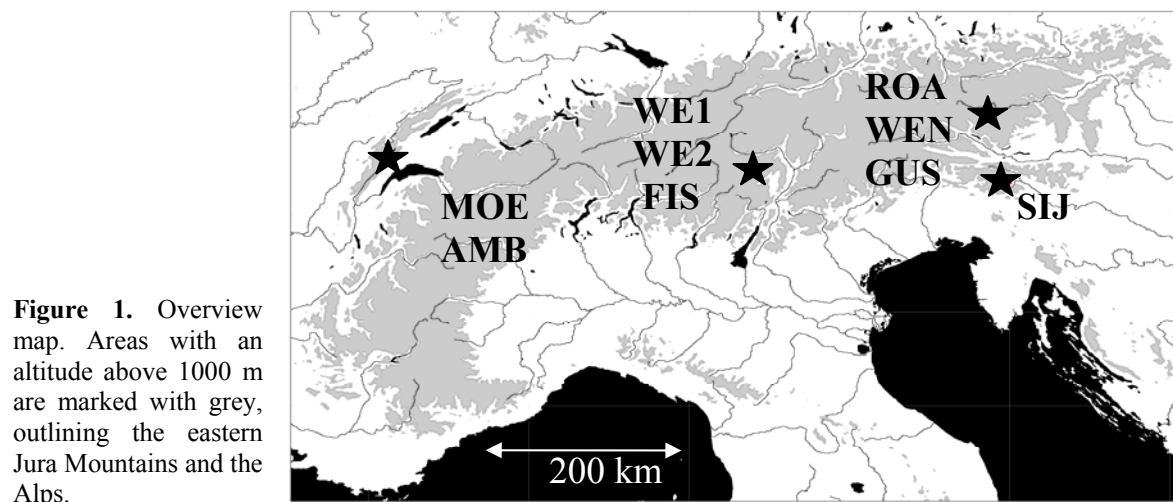 WE1
WE2
FIS
ROA
WEN
GUS
MOE
AMB
SIJ
200 km
Figure 1. Overview
map. Areas with an
altitude above 1000 m
are marked with grey,
outlining the eastern
Jura Mountains and the
Alps.